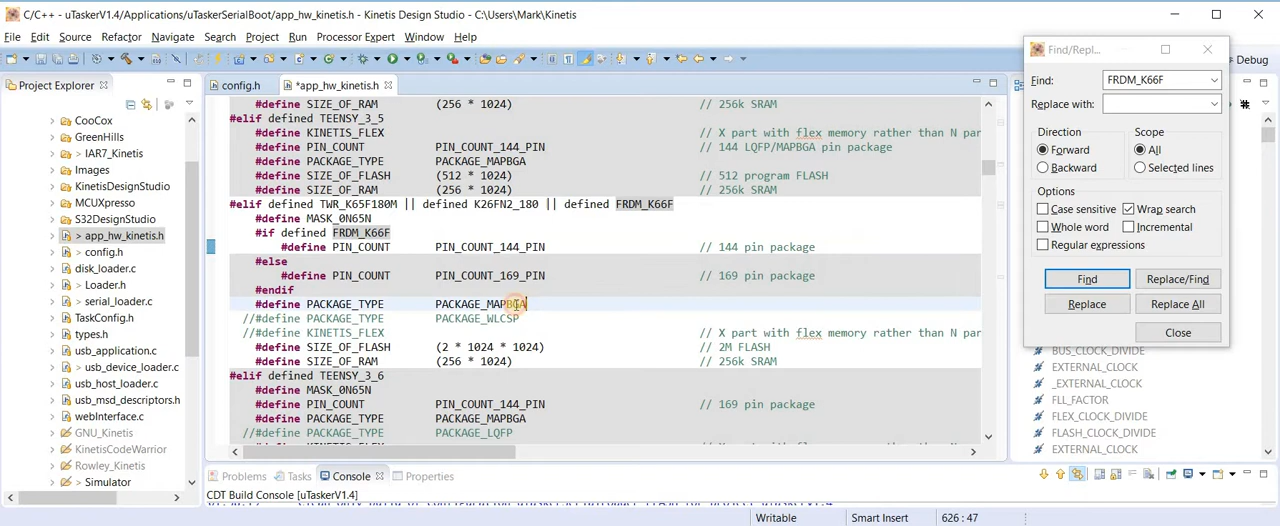 C/C++ - uTaskerV1.4/Applications/uTaskerSerialBoot/app_hw_kinetis.h - Kinetis Design Studio - C:\Users\Mark\Kinetis
File Edit Source Refactor Navigate Search Project Run Processor Expert Window Help
Debug
Project Explorer
CooCox
GreenHills
> IAR7_Kinetis
Images
KinetisDesignStudio
MCUXpresso
S32DesignStudio
> app_hw_kinetis.h
> config.h
disk_loader.c
> Loader.h
> serial_loader.c
TaskConfig.h
types.h
usb_application.c
> usb_device_loader.c
usb_host_loader.c
usb_msd_descriptors.h
webInterface.c
GNU_Kinetis
KinetisCodeWarrior
Rowley_Kinetis
> Simulator
config.h
*app_hw_kinetis.h
#define SIZE_OF_RAM (256 * 1024) // 256k SRAM
#elif defined TEENSY_3_5
#define KINETIS_FLEX // X part with flex memory rather than N par
#define PIN_COUNT PIN_COUNT_144_PIN // 144 LQFP/MAPBGA pin package
#define PACKAGE_TYPE PACKAGE_MAPBGA
#define SIZE_OF_FLASH (512 * 1024) // 512 program FLASH
#define SIZE_OF_RAM (256 * 1024) // 256k SRAM
#elif defined TWR_K65F180M || defined K26FN2_180 || defined FRDM_K66F
#define MASK_0N65N
#if defined FRDM_K66F
#define PIN_COUNT PIN_COUNT_144_PIN // 144 pin package
#else
#define PIN_COUNT PIN_COUNT_169_PIN // 169 pin package
#endif
#define PACKAGE_TYPE PACKAGE_MAPBGA
//#define PACKAGE_TYPE PACKAGE_WLCSP
//#define KINETIS_FLEX // X part with flex memory rather than N par
#define SIZE_OF_FLASH (2 * 1024 * 1024) // 2M FLASH
#define SIZE_OF_RAM (256 * 1024) // 256k SRAM
#elif defined TEENSY_3_6
#define MASK_0N65N
#define PIN_COUNT PIN_COUNT_169_PIN // 169 pin package
#define PACKAGE_TYPE PACKAGE_MAPBGA
//#define PACKAGE_TYPE PACKAGE_LQFP
Find/Repl...
Find: FRDM_K66F
Replace with:
Direction
Forward
Backward
Scope
All
Selected lines
Options
Case sensitive
Wrap search
Whole word
Incremental
Regular expressions
Find
Replace/Find
Replace
Replace All
Close
BUS_CLOCK_DIVIDE
EXTERNAL_CLOCK
_EXTERNAL_CLOCK
FLL_FACTOR
FLEX_CLOCK_DIVIDE
FLASH_CLOCK_DIVIDE
EXTERNAL_CLOCK
Problems
Tasks
Console
Properties
CDT Build Console [uTaskerV1.4]
Writable
Smart Insert
626 : 47